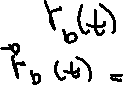 r_b(t)
r̊_b(t) =